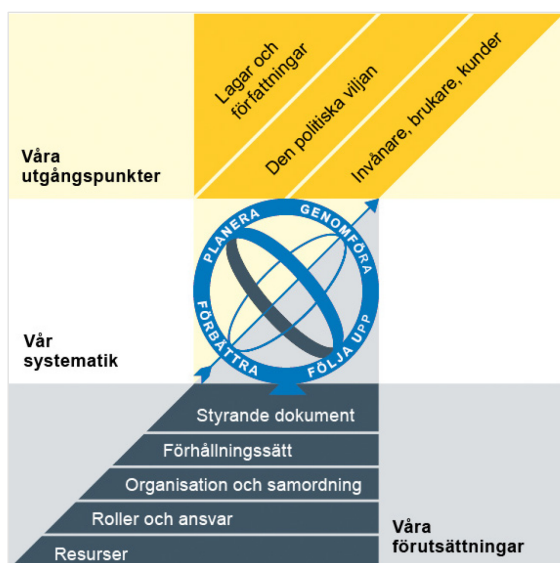 Lagar och
författningar
Den politiska viljan
Invånare, brukare, kunder
Våra
utgångspunkter
PLANERA
GENOMFÖRA
FÖLJA UPP
FÖRBÄTTRA
Vår
systematik
Styrande dokument
Förhållningssätt
Organisation och samordning
Roller och ansvar
Resurser
Våra
förutsättningar